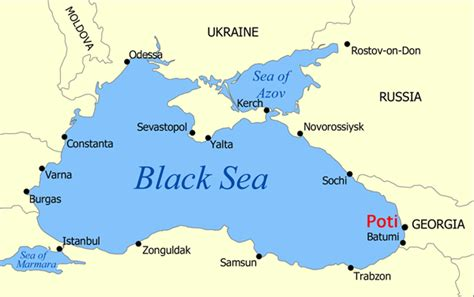 MOLDOVA
UKRAINE
Odessa
Rostov-on-Don
Sea of
Azov
Kerch
RUSSIA
Sevastopol
Yalta
Novorossiysk
Constanta
Varna
Burgas
Black Sea
Sochi
Poti
GEORGIA
Batumi
Istanbul
Sea of
Marmara
Zonguldak
Samsun
Trabzon